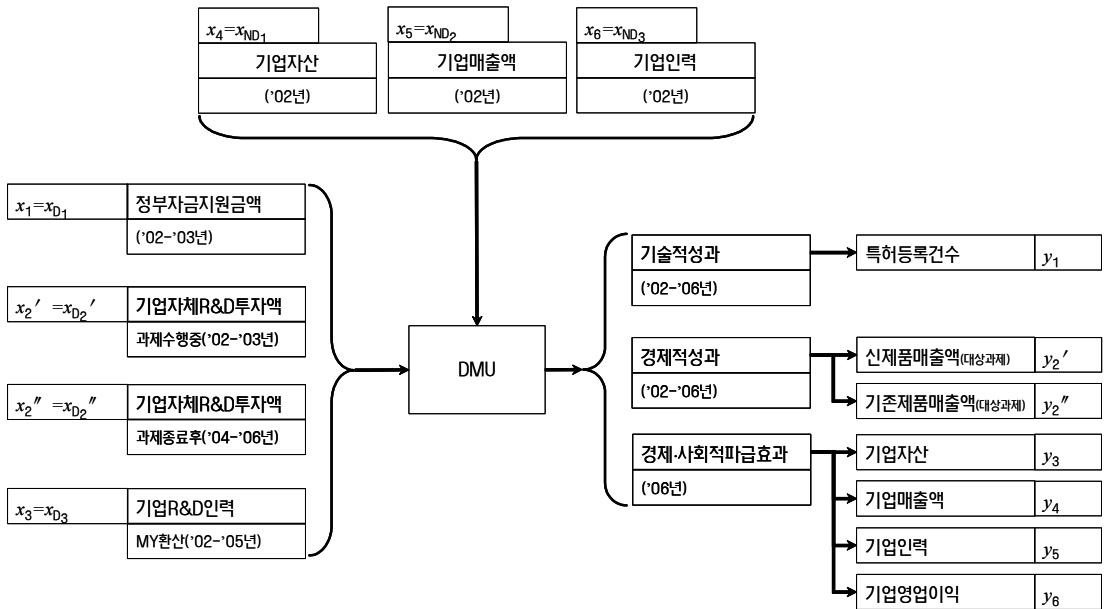 x4=xND1
기업자산
('02년)
x5=xND2
기업매출액
('02년)
x6=xND3
기업인력
('02년)
x1=xD1
정부자금지원금액
('02-'03년)
x2′ =xD2′
기업자체R&D투자액
과제수행중('02-'03년)
x2″ =xD2″
기업자체R&D투자액
과제종료후('04-'06년)
x3=xD3
기업R&D인력
MY환산('02-'05년)
DMU
기술적성과
('02-'06년)
특허등록건수 y1
경제적성과
('02-'06년)
신제품매출액(대상과제) y2′
기존제품매출액(대상과제) y2″
경제·사회적파급효과
('06년)
기업자산 y3
기업매출액 y4
기업인력 y5
기업영업이익 y6